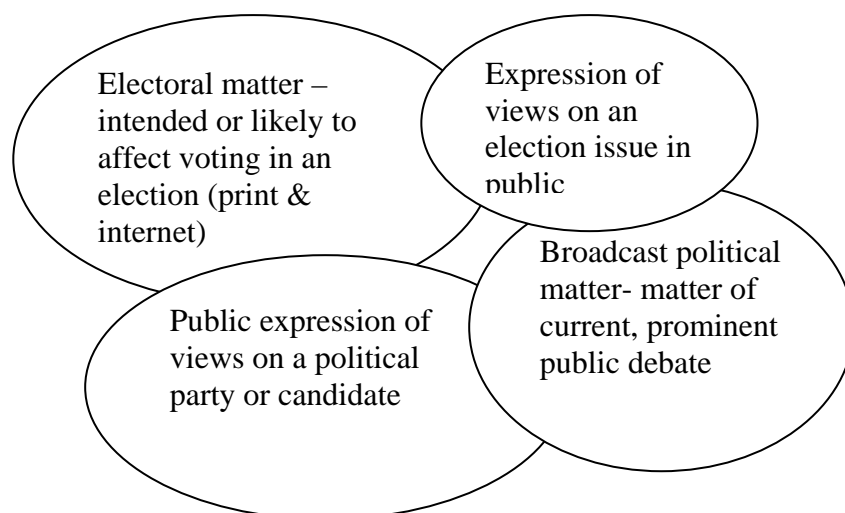 Electoral matter –
intended or likely to
affect voting in an
election (print &
internet)
Expression of
views on an
election issue in
public
Public expression of
views on a political
party or candidate
Broadcast political
matter- matter of
current, prominent
public debate